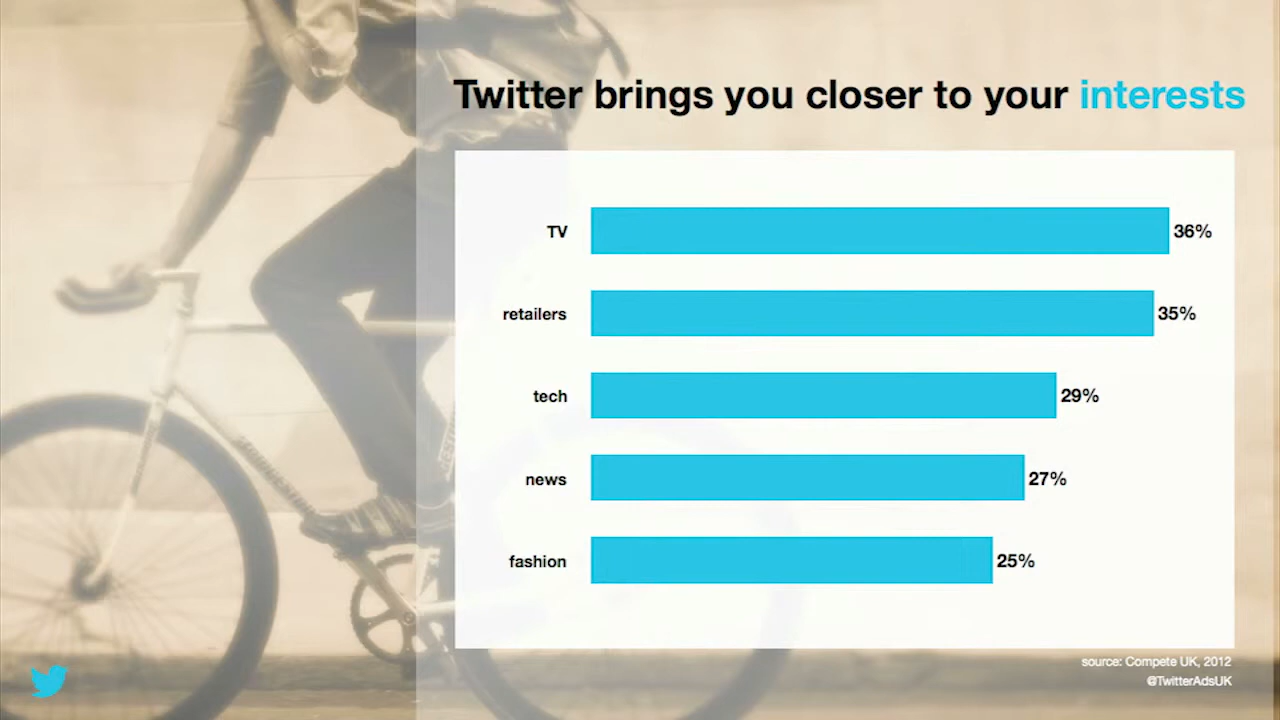 Twitter brings you closer to your interests
TV 36%
retailers 35%
tech 29%
news 27%
fashion 25%
source: Compete UK, 2012
@TwitterAdsUK